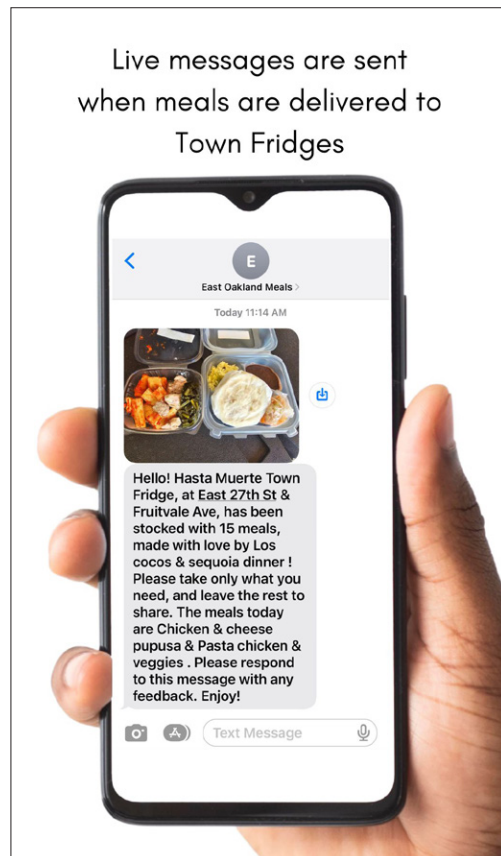 Live messages are sent
when meals are delivered to
Town Fridges
E
East Oakland Meals >
Today 11:14 AM
Hello! Hasta Muerte Town
Fridge, at East 27th St &
Fruitvale Ave, has been
stocked with 15 meals,
made with love by Los
cocos & sequoia dinner !
Please take only what you
need, and leave the rest to
share. The meals today
are Chicken & cheese
pupusa & Pasta chicken &
veggies . Please respond
to this message with any
feedback. Enjoy!
Text Message